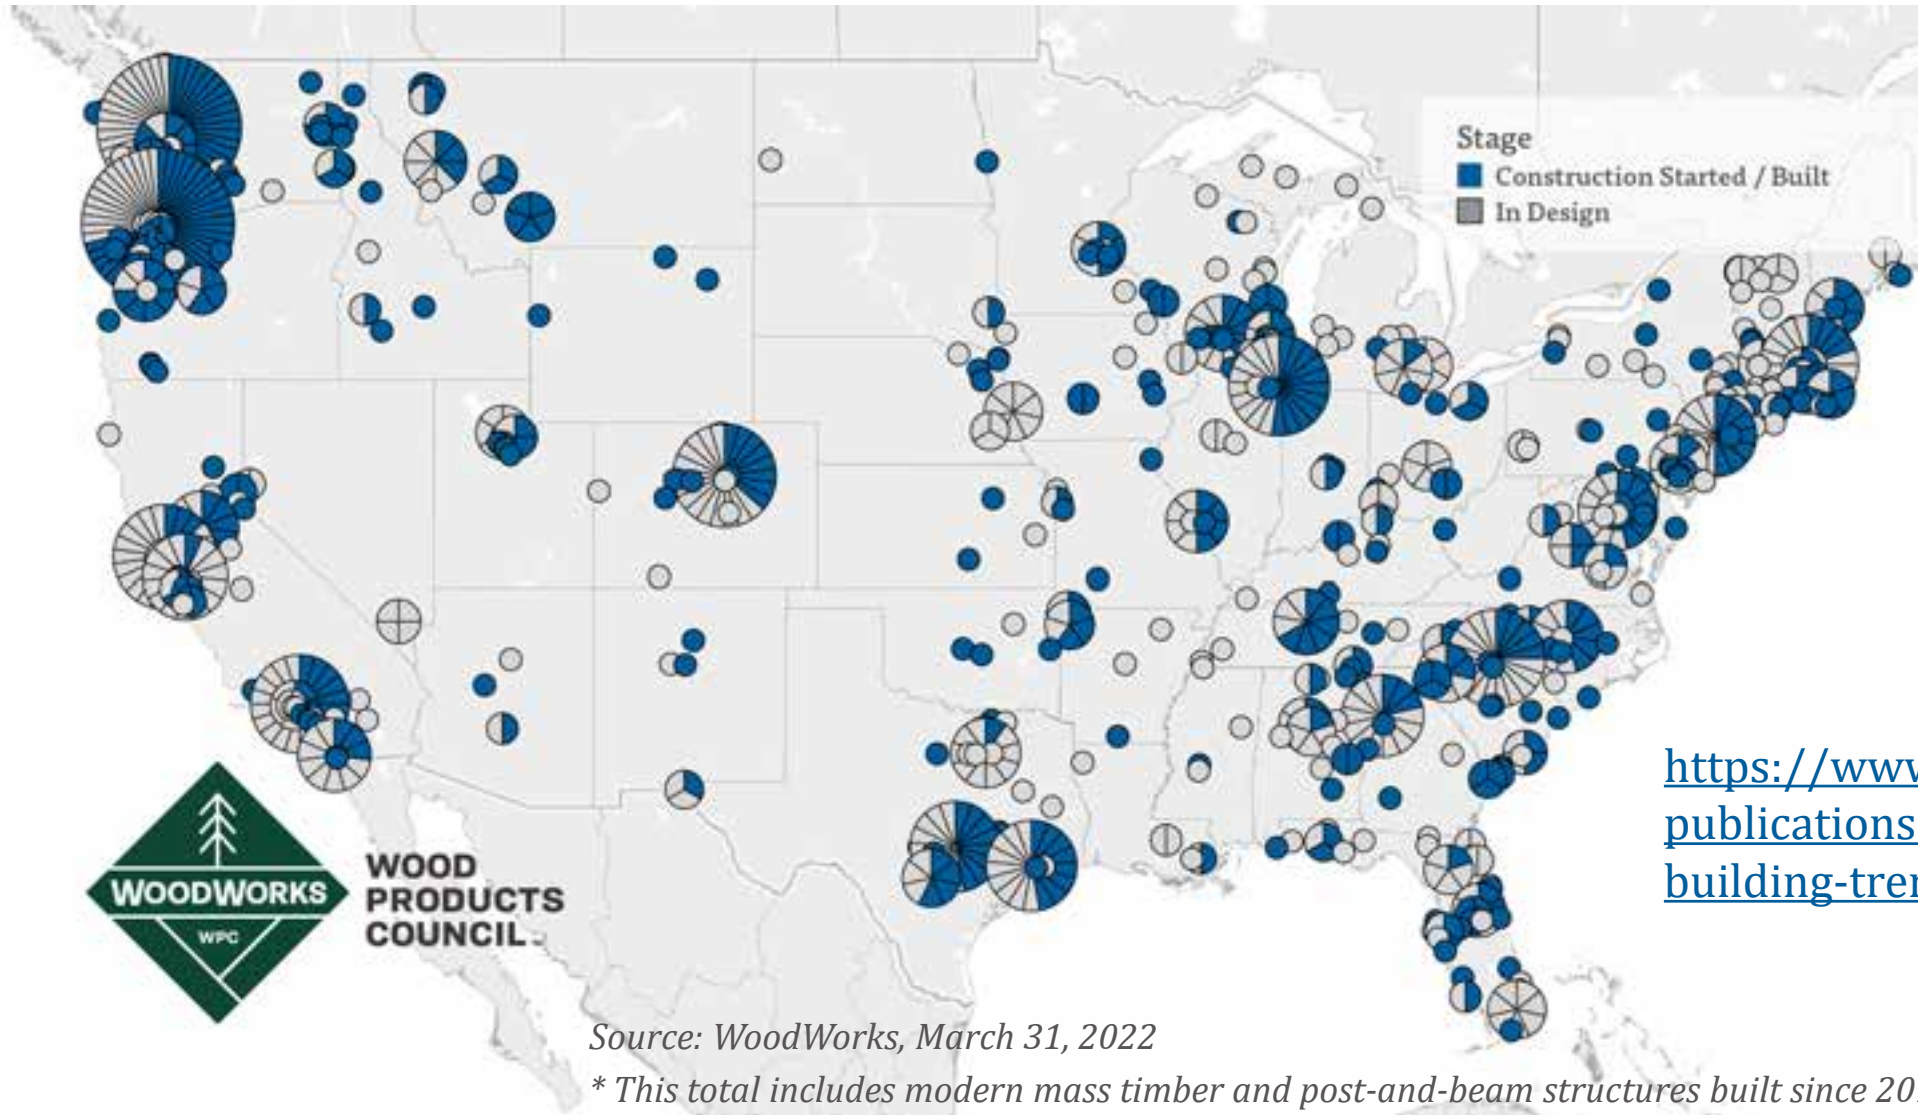 Stage
Construction Started / Built
In Design
https://www
publications
building-tren
WOODWORKS
WPC
WOOD
PRODUCTS
COUNCIL
Source: WoodWorks, March 31, 2022
* This total includes modern mass timber and post-and-beam structures built since 20